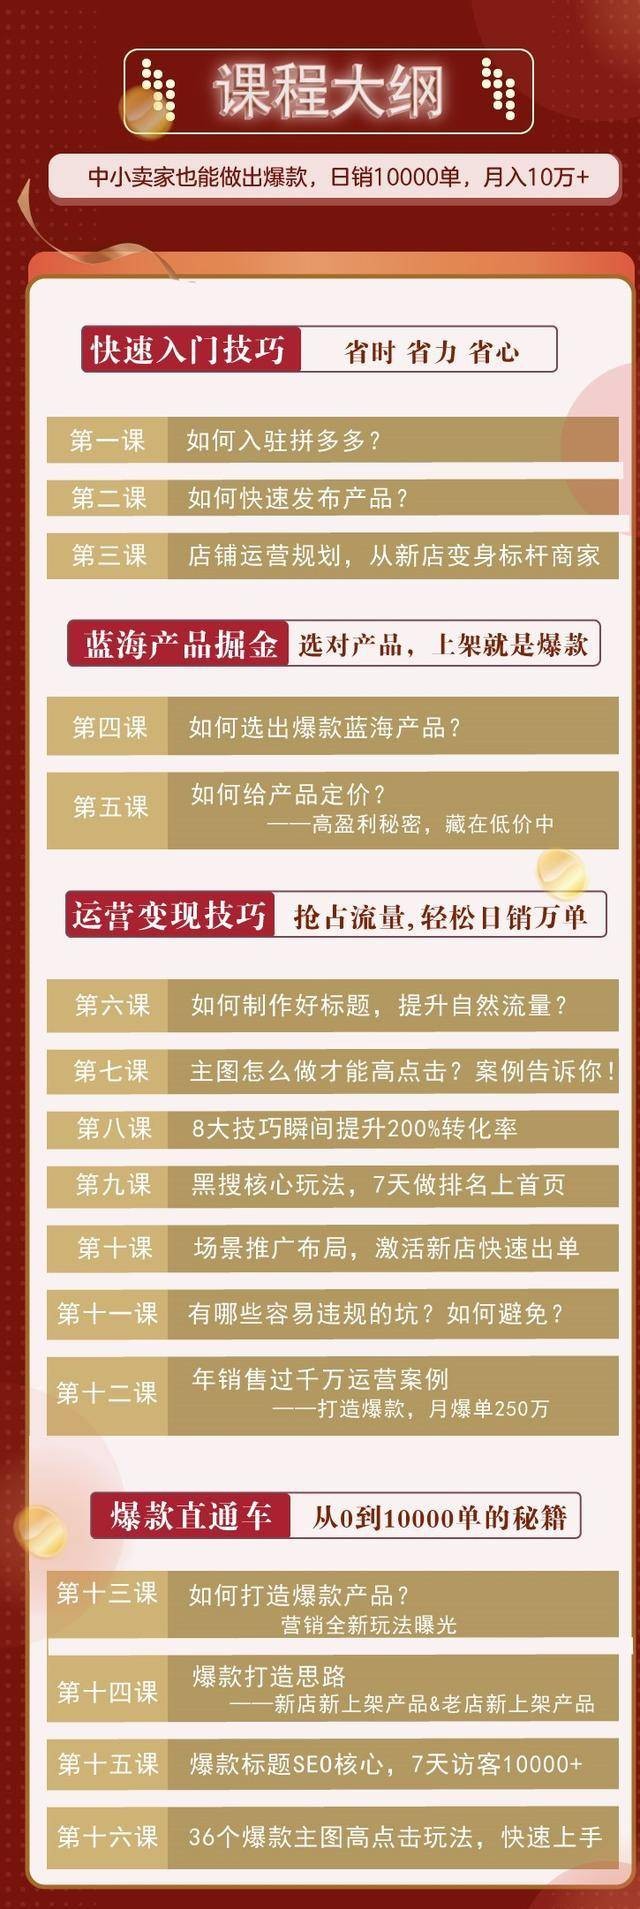 课程大纲
中小卖家也能做出爆款，日销10000单，月入10万+
快速入门技巧 省时 省力 省心
第一课 如何入驻拼多多？
第二课 如何快速发布产品？
第三课 店铺运营规划，从新店变身标杆商家
蓝海产品掘金 选对产品，上架就是爆款
第四课 如何选出爆款蓝海产品？
第五课 如何给产品定价？
——高盈利秘密，藏在低价中
运营变现技巧 抢占流量,轻松日销万单
第六课 如何制作好标题，提升自然流量？
第七课 主图怎么做才能高点击？案例告诉你！
第八课 8大技巧瞬间提升200%转化率
第九课 黑搜核心玩法，7天做排名上首页
第十课 场景推广布局，激活新店快速出单
第十一课 有哪些容易违规的坑？如何避免？
第十二课 年销售过千万运营案例
——打造爆款，月爆单250万
爆款直通车 从0到10000单的秘籍
第十三课 如何打造爆款产品？
营销全新玩法曝光
第十四课 爆款打造思路
——新店新上架产品&老店新上架产品
第十五课 爆款标题SEO核心，7天访客10000+
第十六课 36个爆款主图高点击玩法，快速上手